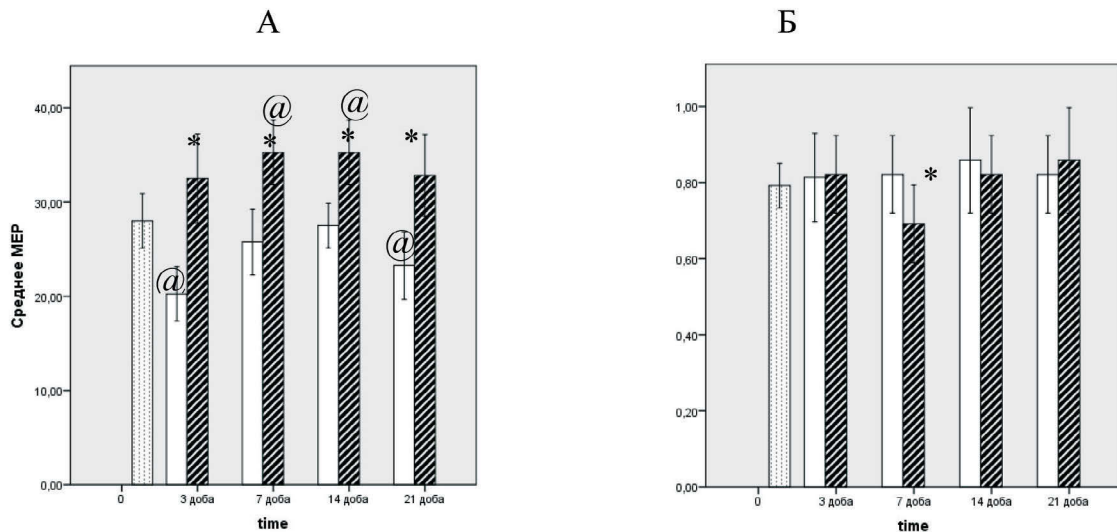 А
Б
Среднее МЕР
40,00
30,00
20,00
10,00
0,00
@
*
*
@
*
@
*
@
*
0
3 доба
7 доба
14 доба
21 доба
time
1,00
0,80
0,60
0,40
0,20
0,00
*
0
3 доба
7 доба
14 доба
21 доба
time